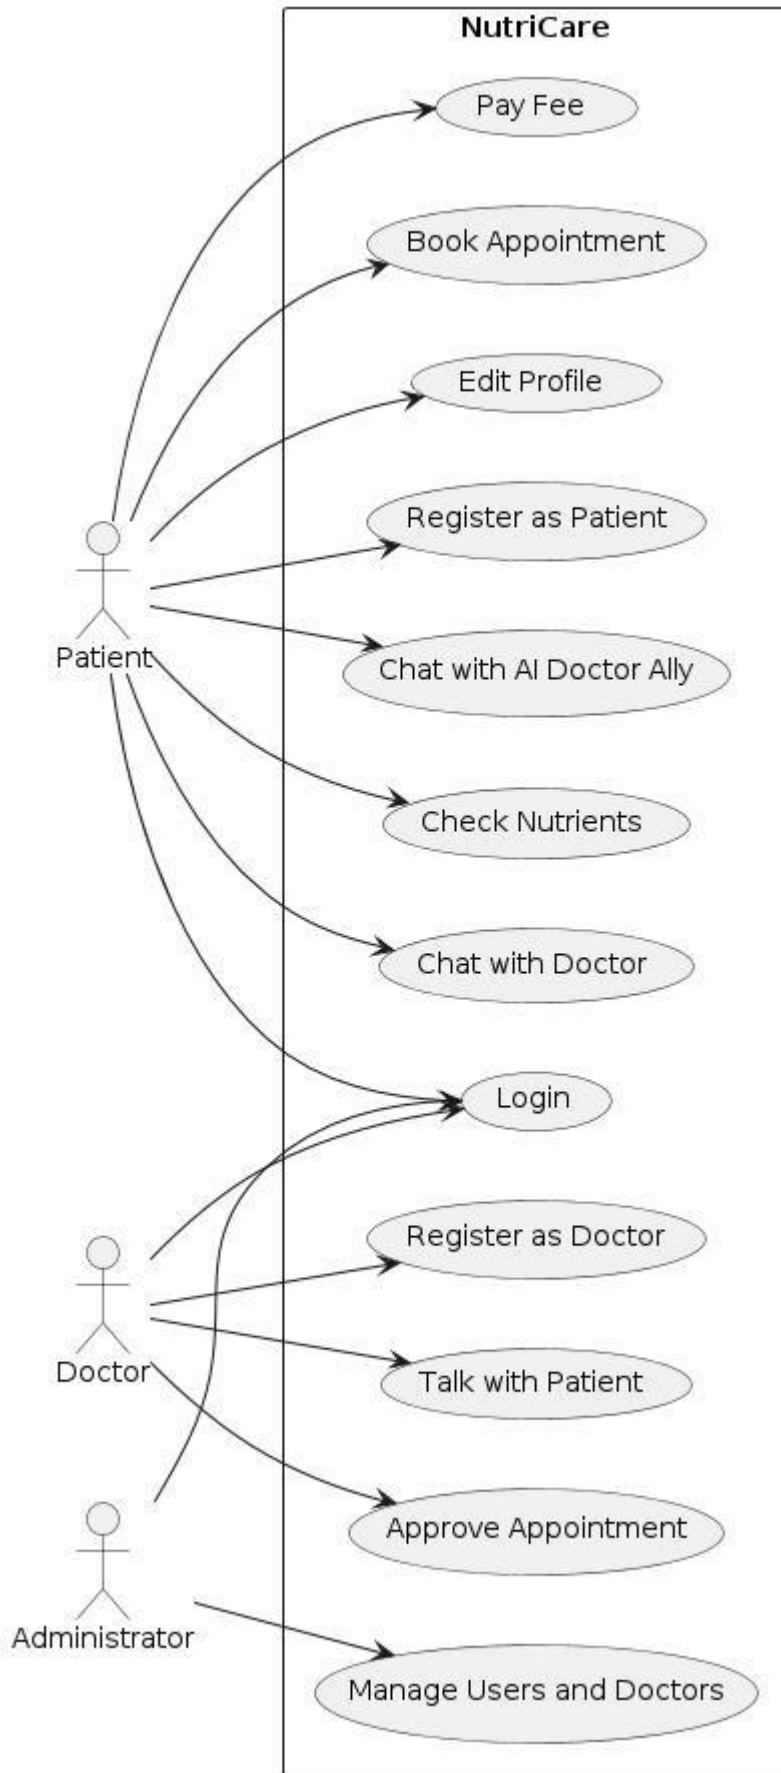 NutriCare
Pay Fee
Book Appointment
Edit Profile
Register as Patient
Patient
Chat with AI Doctor Ally
Check Nutrients
Chat with Doctor
Login
Register as Doctor
Doctor
Talk with Patient
Approve Appointment
Administrator
Manage Users and Doctors